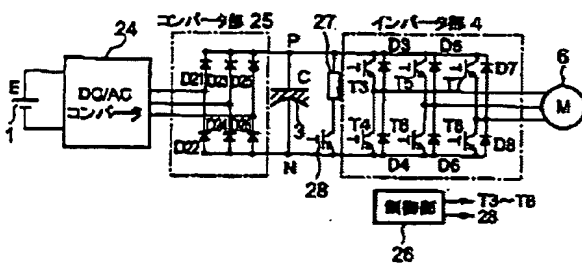 24
コンバータ部 25
27
インバータ部 4
P
D21 D23 D25
D3 D5
D7
6
E
DC/AC
コンバータ
C
T3 T5 T7
M
1
3
D24 D26
T4 T6 T8
D8
D22
N
28
D4 D6
制御部
T3~T8
28
26